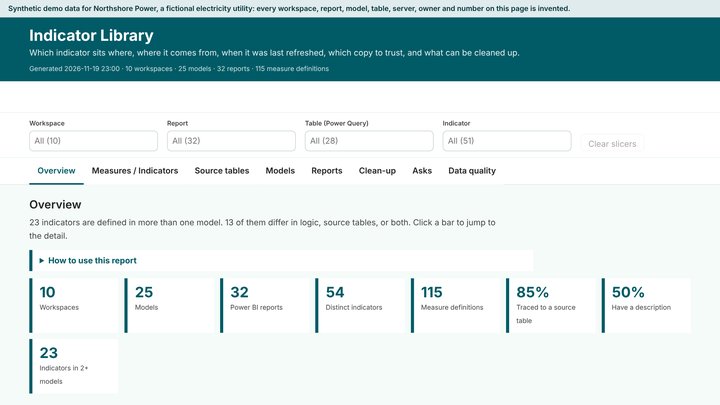 Synthetic demo data for Northshore Power, a fictional electricity utility: every workspace, report, model, table, server, owner and number on this page is invented.
Indicator Library
Which indicator sits where, where it comes from, when it was last refreshed, which copy to trust, and what can be cleaned up.
Generated 2026-11-19 23:00 · 10 workspaces · 25 models · 32 reports · 115 measure definitions
Workspace Report Table (Power Query) Indicator
All (10) All (32) All (28) All (51) Clear slicers
Overview Measures / Indicators Source tables Models Reports Clean-up Asks Data quality
Overview
23 indicators are defined in more than one model. 13 of them differ in logic, source tables, or both. Click a bar to jump to
the detail.
▶ How to use this report
10 25 32 54 115 85% 50%
Workspaces Models Power BI reports Distinct indicators Measure definitions Traced to a source Have a description
table
23
Indicators in 2+
models